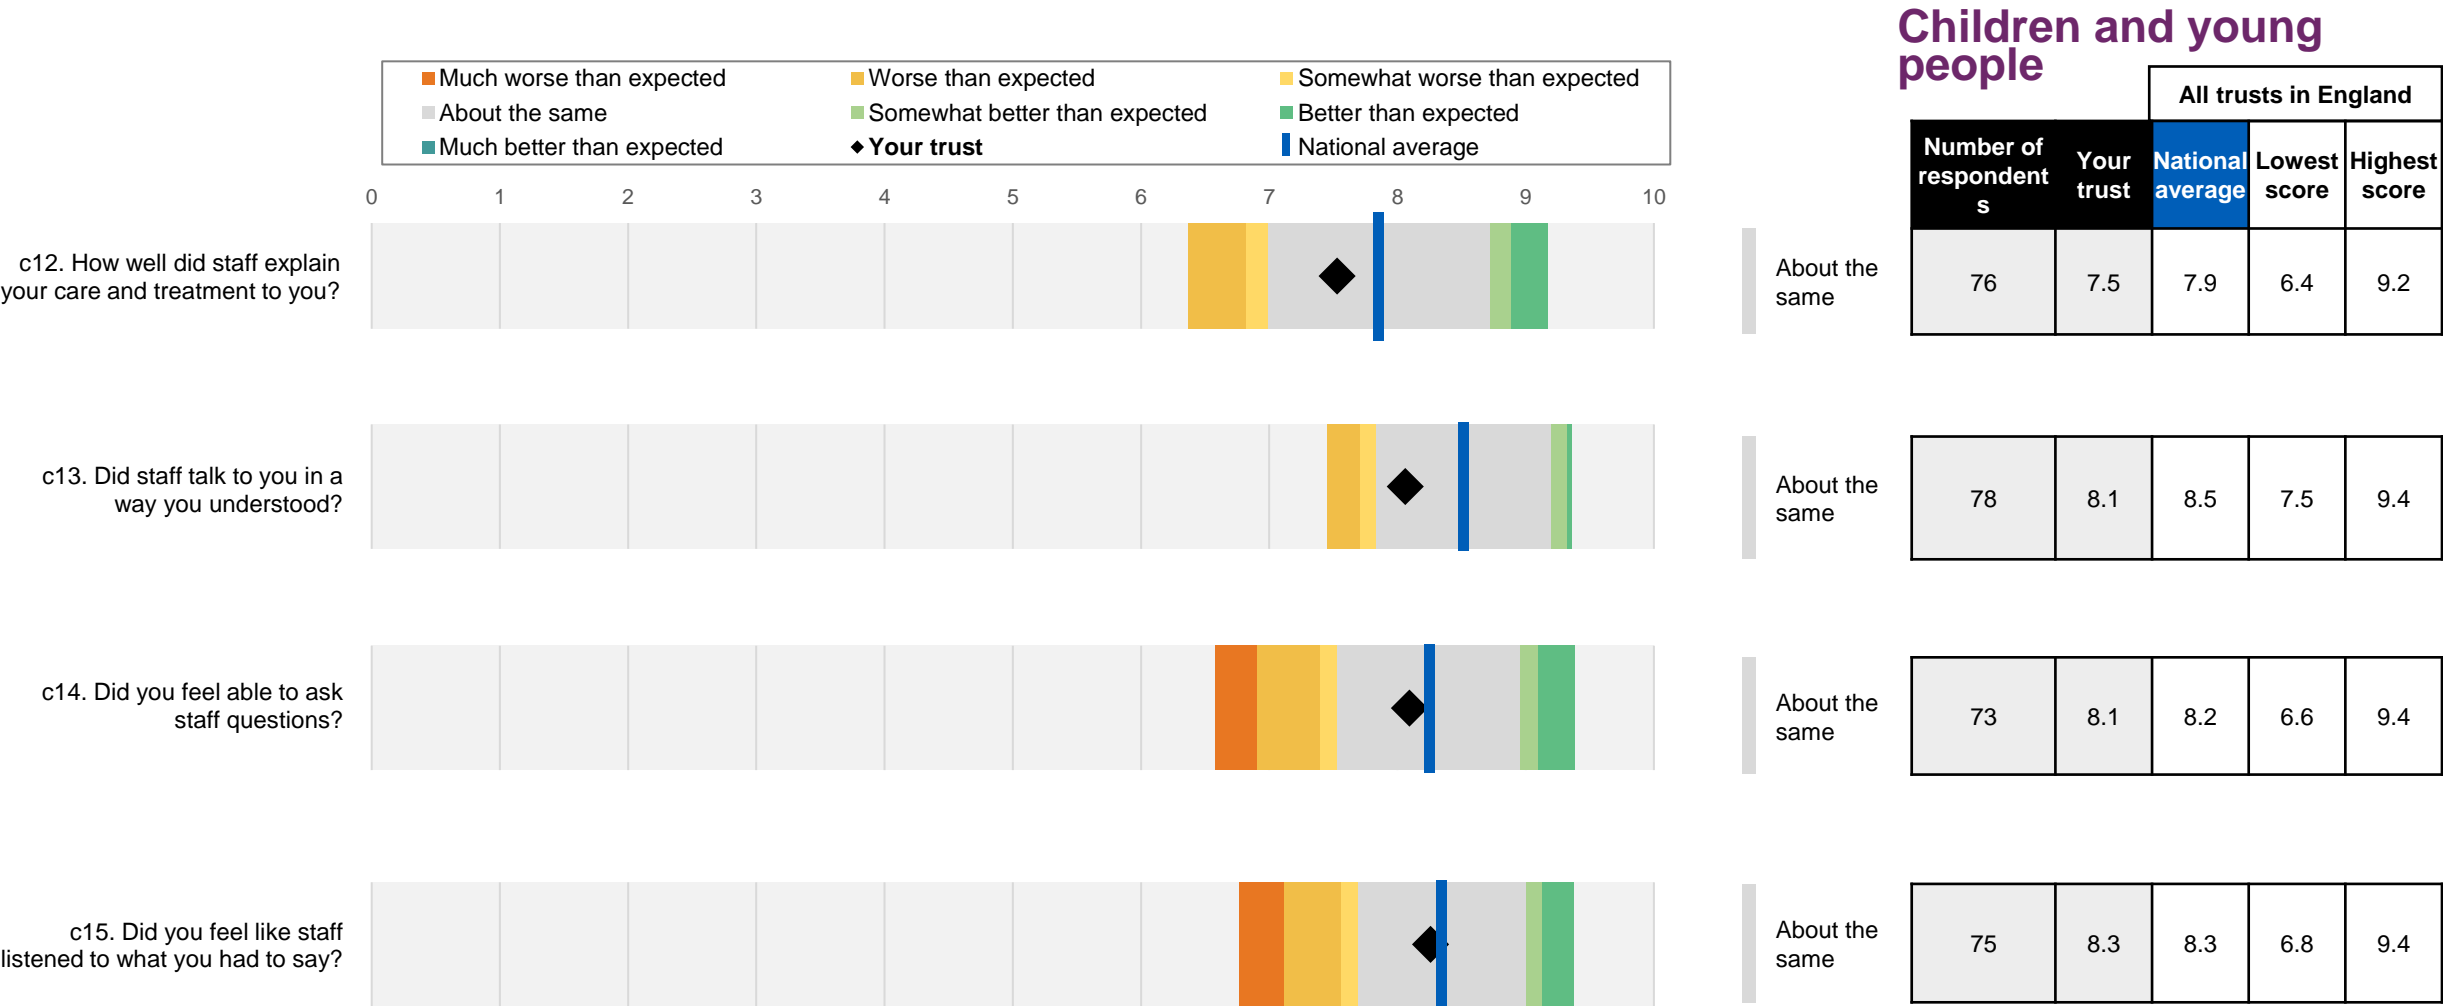 Children and young
people
Much worse than expected
Worse than expected
Somewhat worse than expected
About the same
Somewhat better than expected
Better than expected
Much better than expected
Your trust
National average
All trusts in England
Number of
respondent
s
Your
trust
National
average
Lowest
score
Highest
score
0 1 2 3 4 5 6 7 8 9 10
c12. How well did staff explain
your care and treatment to you?
About the
same
76 7.5 7.9 6.4 9.2
c13. Did staff talk to you in a
way you understood?
About the
same
78 8.1 8.5 7.5 9.4
c14. Did you feel able to ask
staff questions?
About the
same
73 8.1 8.2 6.6 9.4
c15. Did you feel like staff
listened to what you had to say?
About the
same
75 8.3 8.3 6.8 9.4